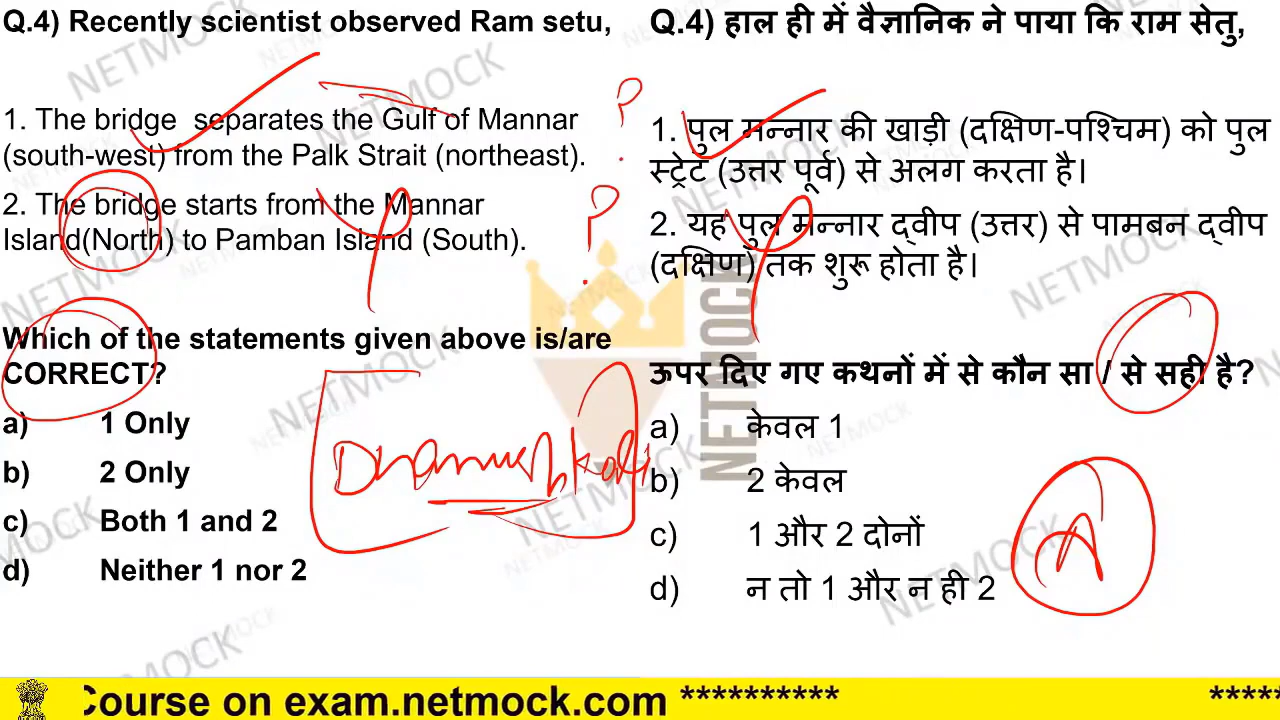 Q.4) Recently scientist observed Ram setu,
1. The bridge separates the Gulf of Mannar
(south-west) from the Palk Strait (northeast).
2. The bridge starts from the Mannar
Island(North) to Pamban Island (South).
Which of the statements given above is/are
CORRECT?
a) 1 Only
b) 2 Only
c) Both 1 and 2
d) Neither 1 nor 2
Dhanushkodi
Q.4) हाल ही में वैज्ञानिक ने पाया कि राम सेतु,
1. पुल मन्नार की खाड़ी (दक्षिण-पश्चिम) को पुल
स्ट्रेट (उत्तर पूर्व) से अलग करता है।
2. यह पुल मन्नार द्वीप (उत्तर) से पामबन द्वीप
(दक्षिण) तक शुरू होता है।
ऊपर दिए गए कथनों में से कौन सा / से सही है?
a) केवल 1
b) 2 केवल
c) 1 और 2 दोनों
d) न तो 1 और न ही 2
A
NETMOCK
Course on exam.netmock.com ********** *****